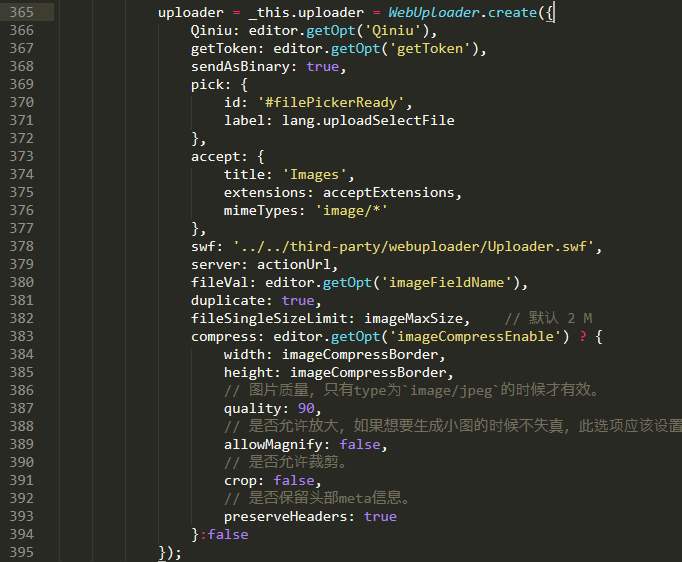 365 uploader = _this.uploader = WebUploader.create({
366 Qiniu: editor.getOpt('Qiniu'),
367 getToken: editor.getOpt('getToken'),
368 sendAsBinary: true,
369 pick: {
370 id: '#filePickerReady',
371 label: lang.uploadSelectFile
372 },
373 accept: {
374 title: 'Images',
375 extensions: acceptExtensions,
376 mimeTypes: 'image/*'
377 },
378 swf: '../../third-party/webuploader/Uploader.swf',
379 server: actionUrl,
380 fileVal: editor.getOpt('imageFieldName'),
381 duplicate: true,
382 fileSingleSizeLimit: imageMaxSize, // 默认 2 M
383 compress: editor.getOpt('imageCompressEnable') ? {
384 width: imageCompressBorder,
385 height: imageCompressBorder,
386 // 图片质量，只有type为`image/jpeg`的时候才有效。
387 quality: 90,
388 // 是否允许放大，如果想要生成小图的时候不失真，此选项应该设置
389 allowMagnify: false,
390 // 是否允许裁剪。
391 crop: false,
392 // 是否保留头部meta信息。
393 preserveHeaders: true
394 }:false
395 });